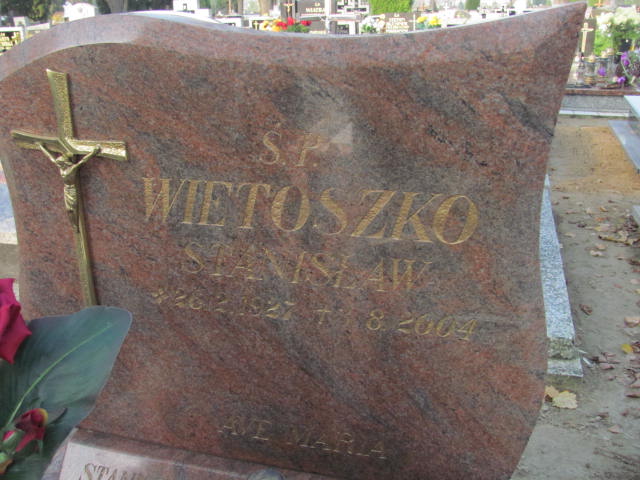 Ś.P.
WIETOSZKO
STANISŁAW
*26.2.1927 +1.8.2004
AVE MARIA